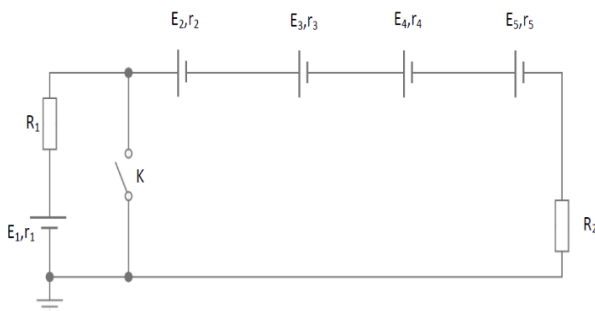 E₂,r₂ E₃,r₃ E₄,r₄ E₅,r₅
R₁
K
E₁,r₁
R₂